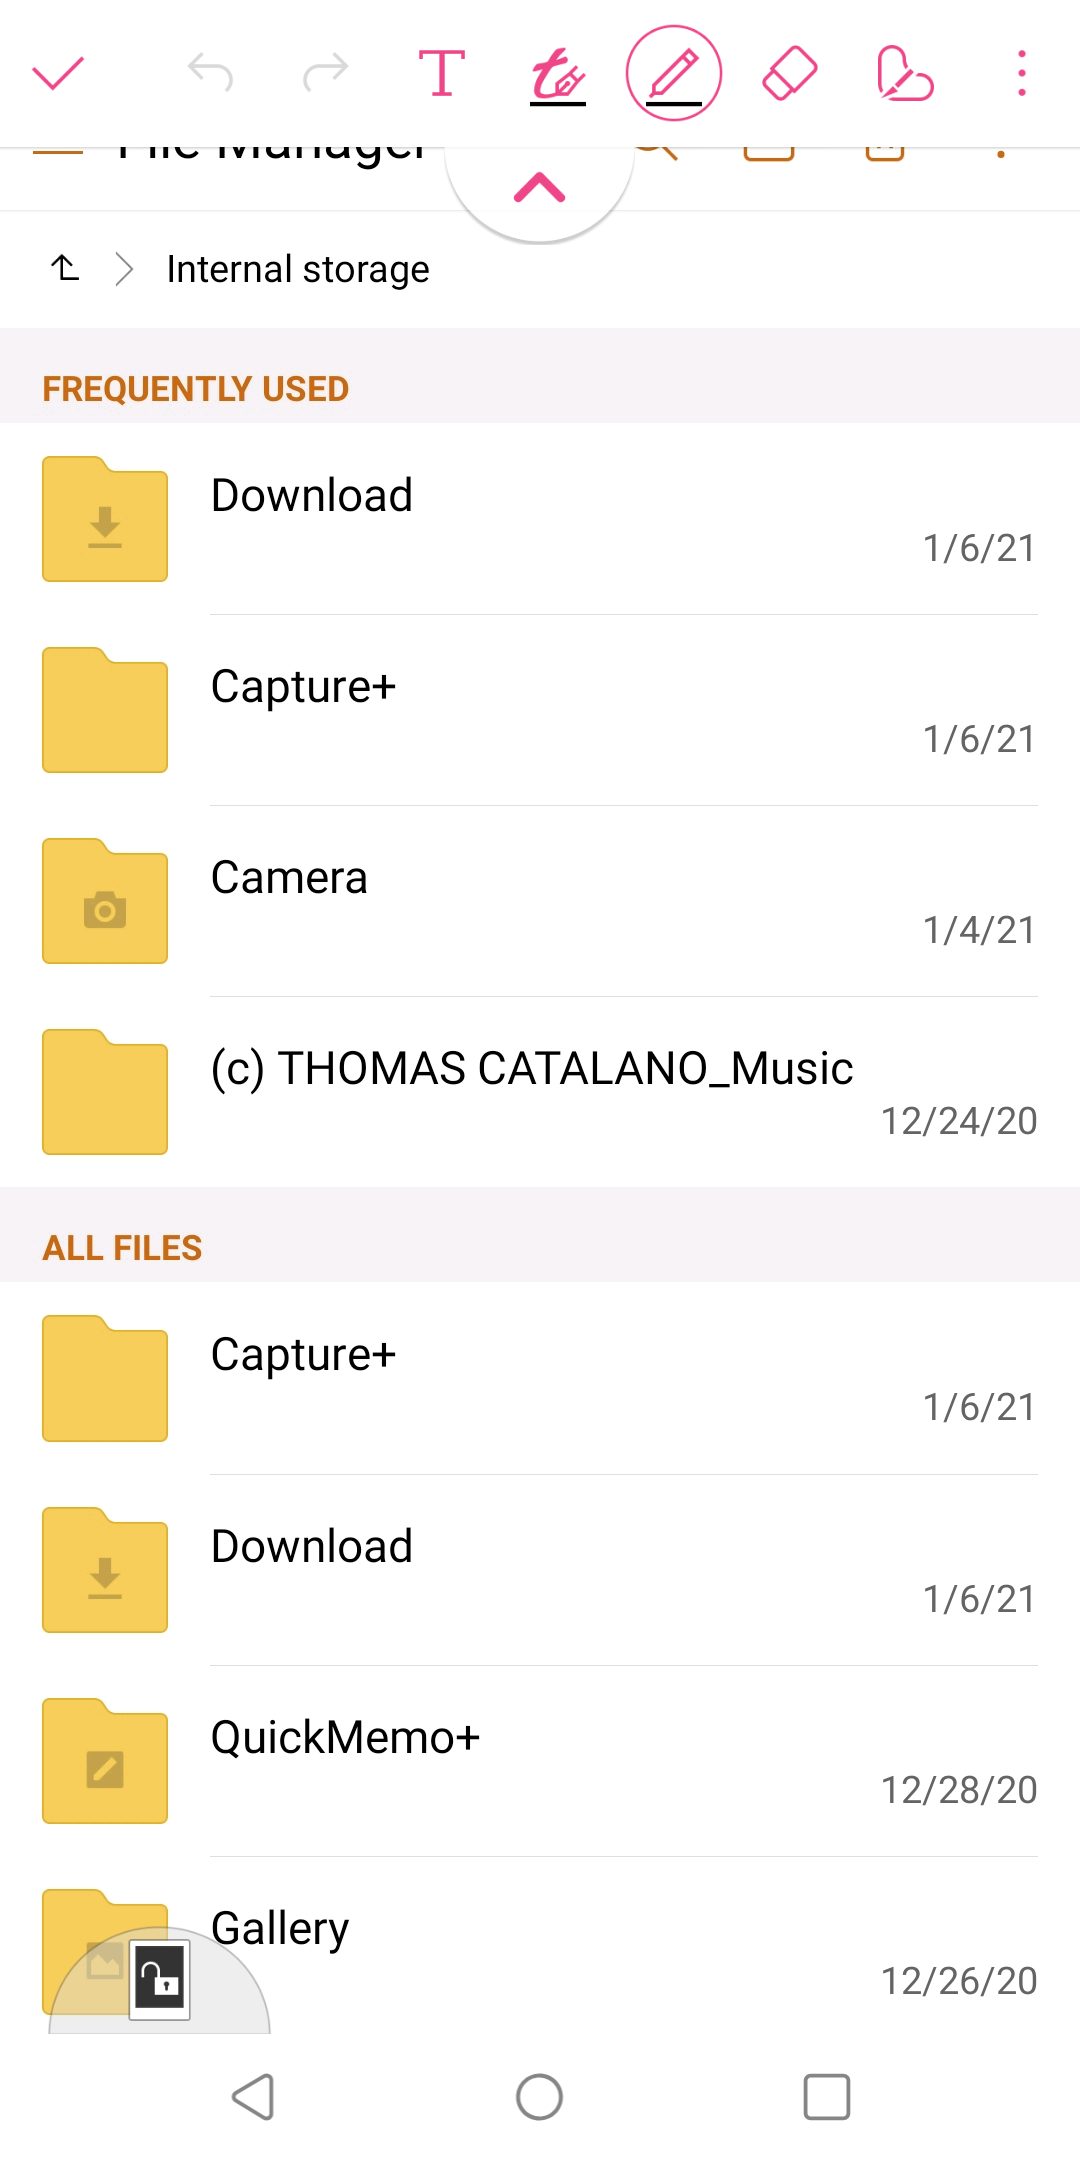 File Manager
Internal storage
FREQUENTLY USED
Download
1/6/21
Capture+
1/6/21
Camera
1/4/21
(c) THOMAS CATALANO_Music
12/24/20
ALL FILES
Capture+
1/6/21
Download
1/6/21
QuickMemo+
12/28/20
Gallery
12/26/20